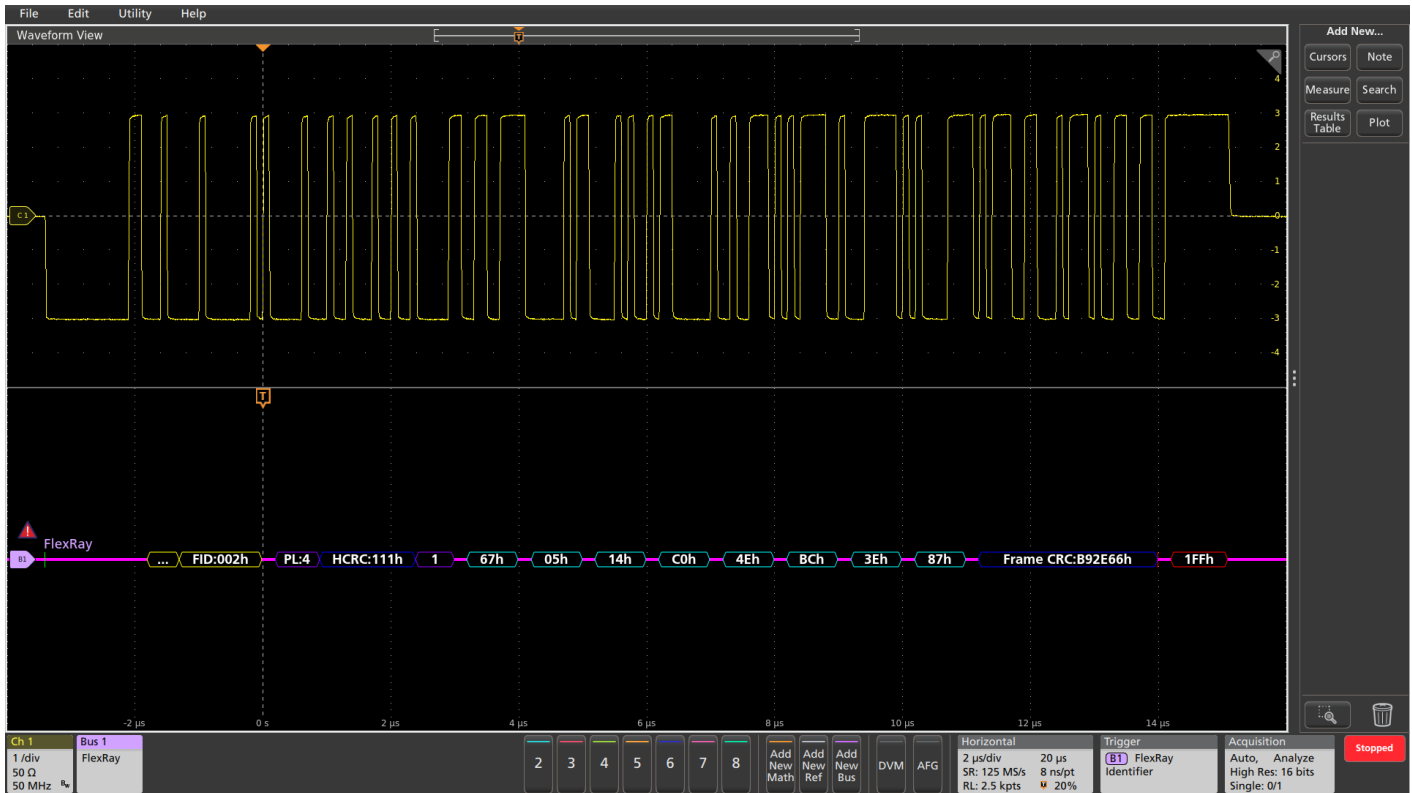 File Edit Utility Help
Waveform View
Add New...
Cursors Note
Measure Search
Results Table Plot
T
4
3
2
1
0
-1
-2
-3
-4
C1
T
!
FlexRay
B1 ... FID:002h PL:4 HCRC:111h 1 67h 05h 14h C0h 4Eh BCh 3Eh 87h Frame CRC:B92E66h 1FFh
-2 µs 0 s 2 µs 4 µs 6 µs 8 µs 10 µs 12 µs 14 µs
Ch 1
1 /div
50 Ω
50 MHz Bw
Bus 1
FlexRay
2 3 4 5 6 7 8
Add New Math
Add New Ref
Add New Bus
DVM
AFG
Horizontal
2 µs/div 20 µs
SR: 125 MS/s 8 ns/pt
RL: 2.5 kpts T 20%
Trigger
B1 FlexRay
Identifier
Acquisition
Auto, Analyze
High Res: 16 bits
Single: 0/1
Stopped